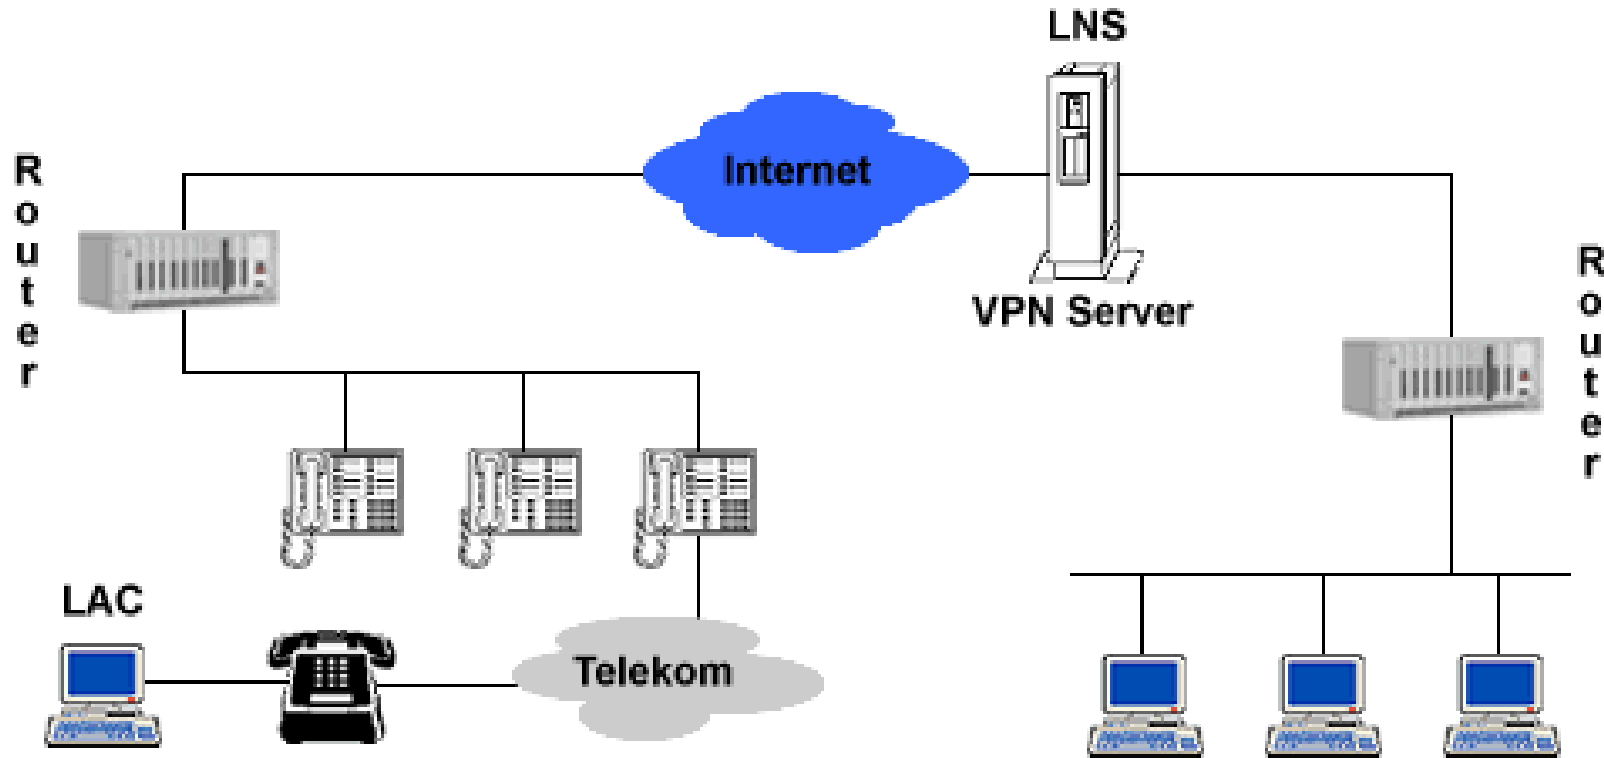 LNS
Internet
Router
VPN Server
Router
LAC
Telekom